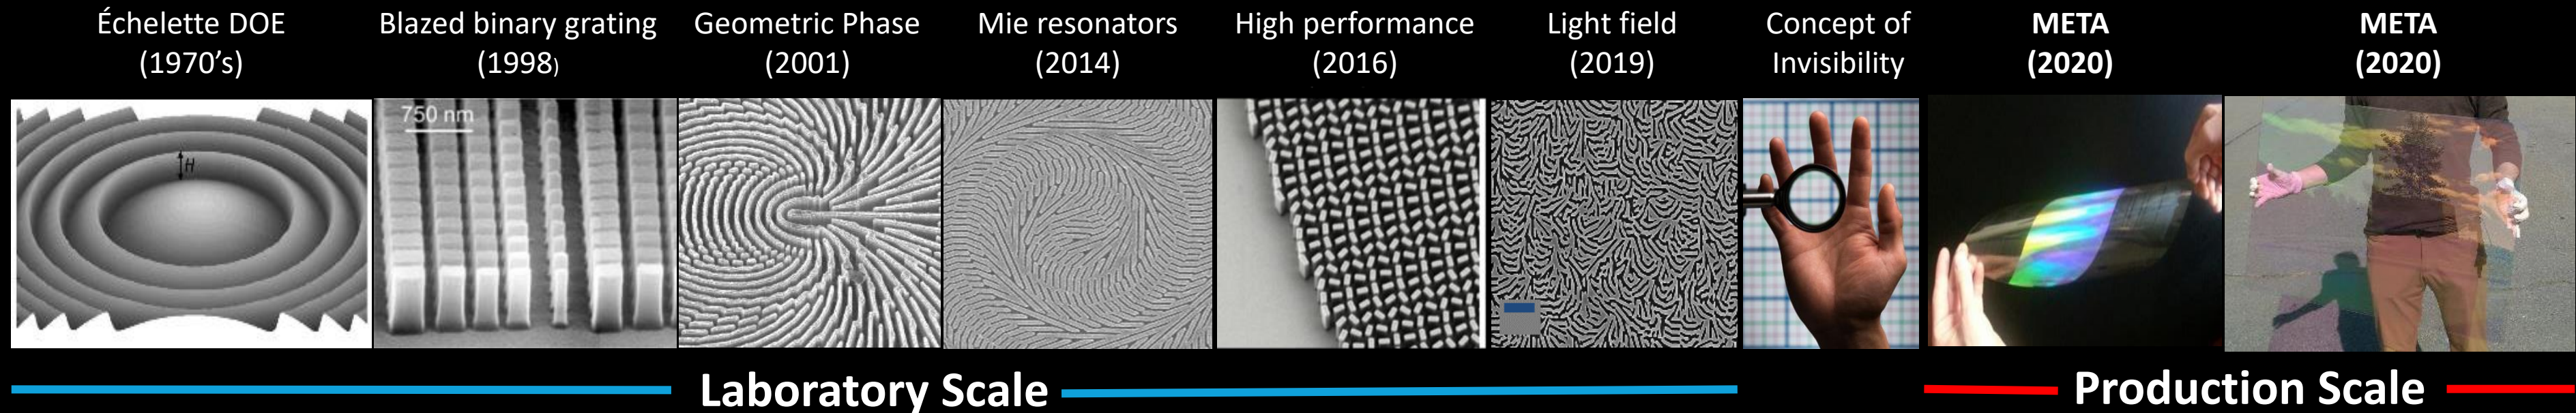 Échelette DOE
(1970’s)
Blazed binary grating
(1998)
Geometric Phase
(2001)
Mie resonators
(2014)
High performance
(2016)
Light field
(2019)
Concept of
Invisibility
META
(2020)
META
(2020)
H
750 nm
Laboratory Scale
Production Scale